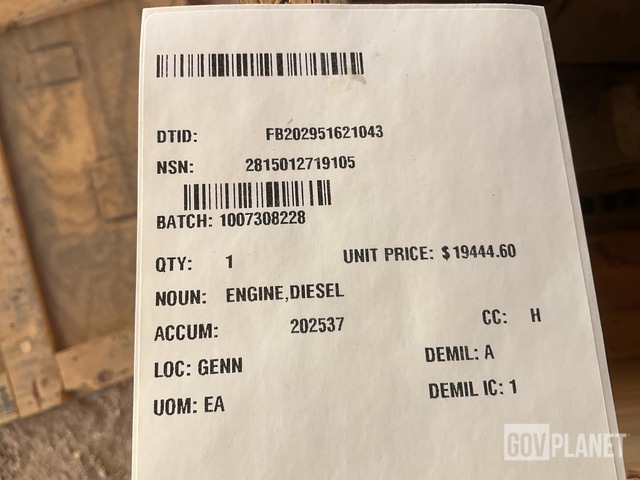 DTID: FB202951621043
NSN: 2815012719105
BATCH: 1007308228
QTY: 1 UNIT PRICE: $19444.60
NOUN: ENGINE,DIESEL
ACCUM: 202537 CC: H
LOC: GENN DEMIL: A
UOM: EA DEMIL IC: 1
GOVPLANET